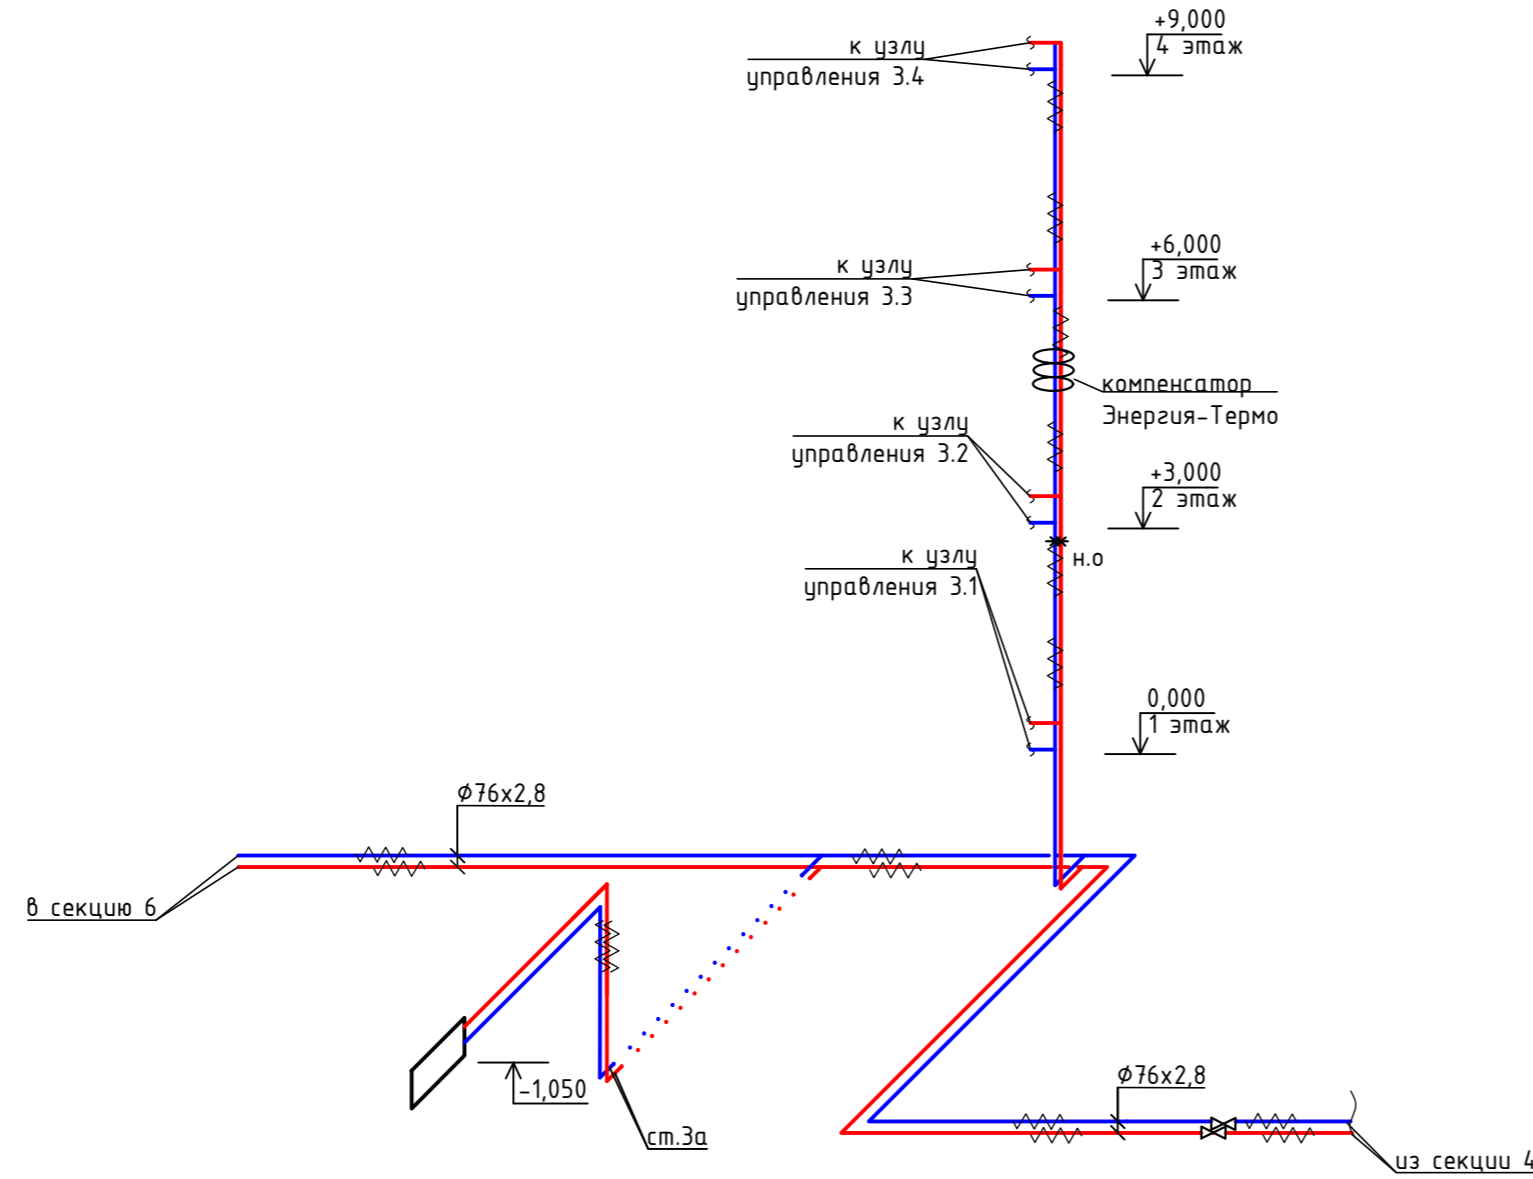 +9,000
4 этаж
к узлу
управления 3.4
+6,000
3 этаж
к узлу
управления 3.3
компенсатор
Энергия-Термо
к узлу
управления 3.2
+3,000
2 этаж
н.о
к узлу
управления 3.1
0,000
1 этаж
Ø76х2,8
в секцию 6
-1,050
ст.3а
Ø76х2,8
из секции 4